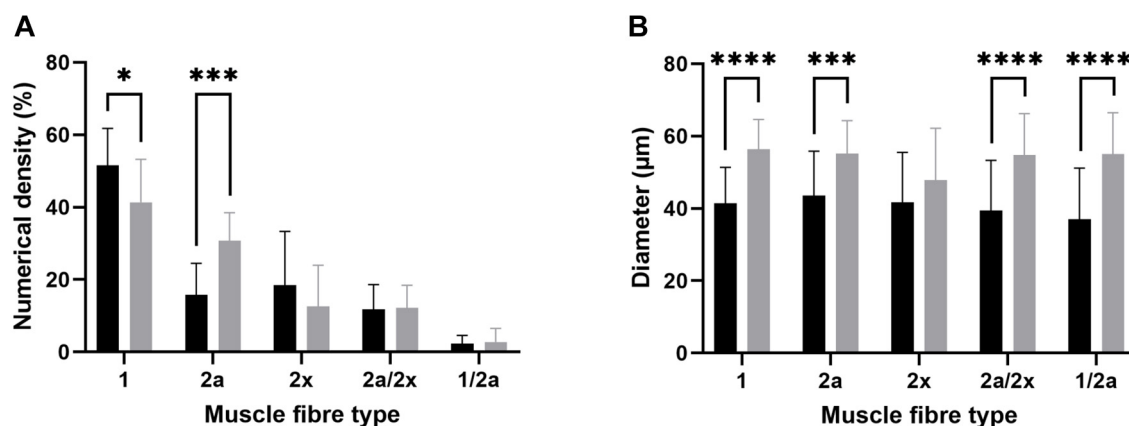 A
Numerical density (%)
80
60
40
20
0
* ***
1 2a 2x 2a/2x 1/2a
Muscle fibre type
B
Diameter (µm)
80
60
40
20
0
**** *** **** ****
1 2a 2x 2a/2x 1/2a
Muscle fibre type